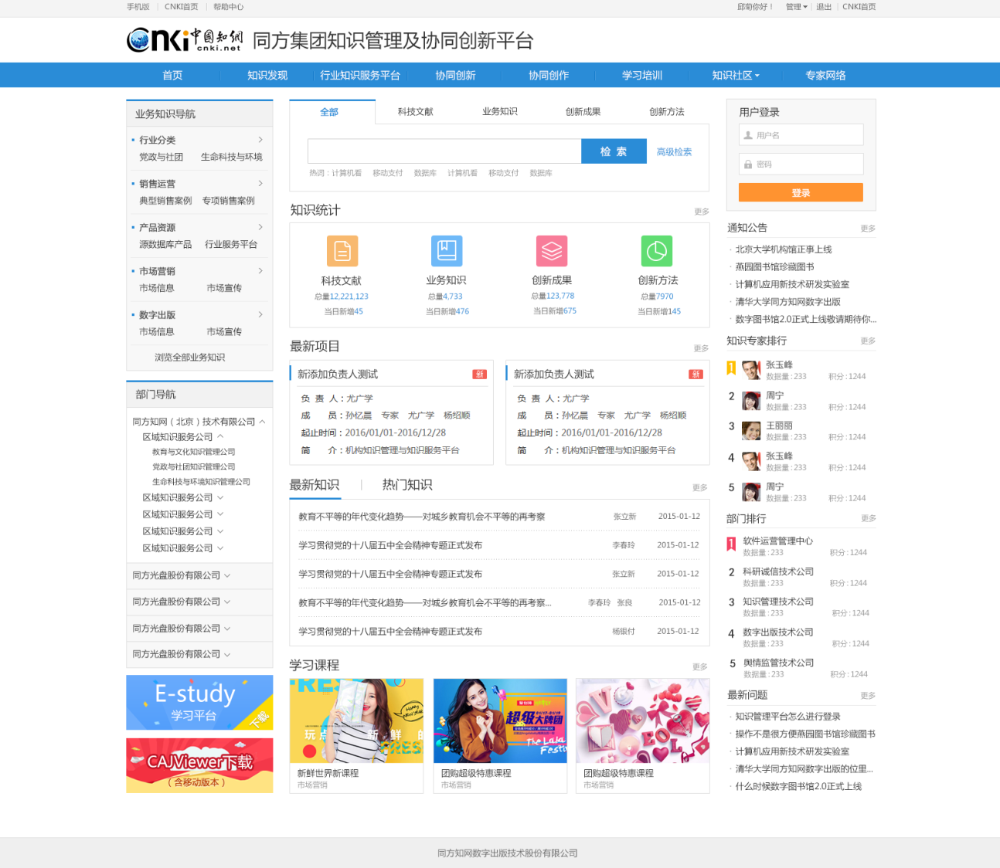 手机版 CNKI首页 帮助中心 邱菊你好！ 管理 退出 CNKI首页
Cnki 中国知网 cnki.net 同方集团知识管理及协同创新平台
首页 知识发现 行业知识服务平台 协同创新 协同创作 学习培训 知识社区 专家网络
业务知识导航
行业分类
党政与社团 生命科技与环境
销售运营
典型销售案例 专项销售案例
产品资源
源数据库产品 行业服务平台
市场营销
市场信息 市场宣传
数字出版
市场信息 市场宣传
浏览全部业务知识
部门导航
同方知网（北京）技术有限公司
区域知识服务公司
教育与文化知识管理公司
党政与社团知识管理公司
生命科技与环境知识管理公司
区域知识服务公司
区域知识服务公司
区域知识服务公司
区域知识服务公司
同方光盘股份有限公司
同方光盘股份有限公司
同方光盘股份有限公司
同方光盘股份有限公司
E-study
学习平台
下载
CAJViewer下载
（含移动版本）
全部 科技文献 业务知识 创新成果 创新方法
检 索 高级检索
热词：计算机看 移动支付 数据库 计算机看 移动支付 数据库
知识统计 更多
科技文献 业务知识 创新成果 创新方法
总量12,221,123 总量4,733 总量123,778 总量7970
当日新增45 当日新增476 当日新增675 当日新增145
最新项目 更多
新添加负责人测试 新
负 责 人：尤广学
成 员：孙亿晨 专家 尤广学 杨绍顺
起止时间：2016/01/01-2016/12/28
简 介：机构知识管理与知识服务平台
新添加负责人测试 新
负 责 人：尤广学
成 员：孙亿晨 专家 尤广学 杨绍顺
起止时间：2016/01/01-2016/12/28
简 介：机构知识管理与知识服务平台
最新知识 热门知识 更多
教育不平等的年代变化趋势——对城乡教育机会不平等的再考察 张立新 2015-01-12
学习贯彻党的十八届五中全会精神专题正式发布 李春玲 2015-01-12
学习贯彻党的十八届五中全会精神专题正式发布 张立新 2015-01-12
教育不平等的年代变化趋势——对城乡教育机会不平等的再考察... 李春玲 张良 2015-01-12
学习贯彻党的十八届五中全会精神专题正式发布 杨银付 2015-01-12
学习课程 更多
FRES
玩 新 鲜 的
FRES
新鲜世界新课程
市场营销
超级大牌团
The Lala
Festi
团购超级特惠课程
市场营销
团购超级特惠课程
市场营销
用户登录
用户名
密码
登录
通知公告 更多
北京大学机构馆正事上线
燕园图书馆珍藏图书
计算机应用新技术研发实验室
清华大学同方知网数字出版
数字图书馆2.0正式上线敬请期待你...
知识专家排行 更多
1 张玉峰
数据量：233 积分：1244
2 周宁
数据量：233 积分：1244
3 王丽丽
数据量：233 积分：1244
4 张玉峰
数据量：233 积分：1244
5 周宁
数据量：233 积分：1244
部门排行 更多
1 软件运营管理中心
数据量：233 积分：1244
2 科研诚信技术公司
数据量：233 积分：1244
3 知识管理技术公司
数据量：233 积分：1244
4 数字出版技术公司
数据量：233 积分：1244
5 舆情监管技术公司
数据量：233 积分：1244
最新问题 更多
知识管理平台怎么进行登录
操作不是很方便燕园图书馆珍藏图书
计算机应用新技术研发实验室
清华大学同方知网数字出版的位里...
什么时候数字图书馆2.0正式上线
同方知网数字出版技术股份有限公司